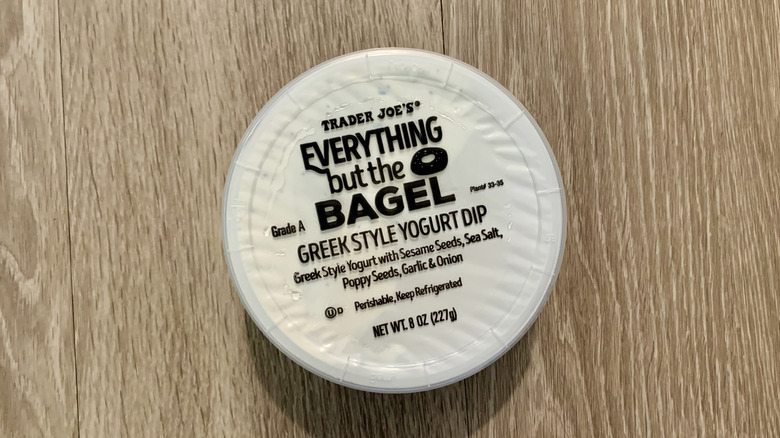 TRADER JOE'S®
EVERYTHING
but the
BAGEL
Plant# 33-35
Grade A
GREEK STYLE YOGURT DIP
Greek Style Yogurt with Sesame Seeds, Sea Salt,
Poppy Seeds, Garlic & Onion
U D Perishable, Keep Refrigerated
NET WT. 8 OZ (227g)